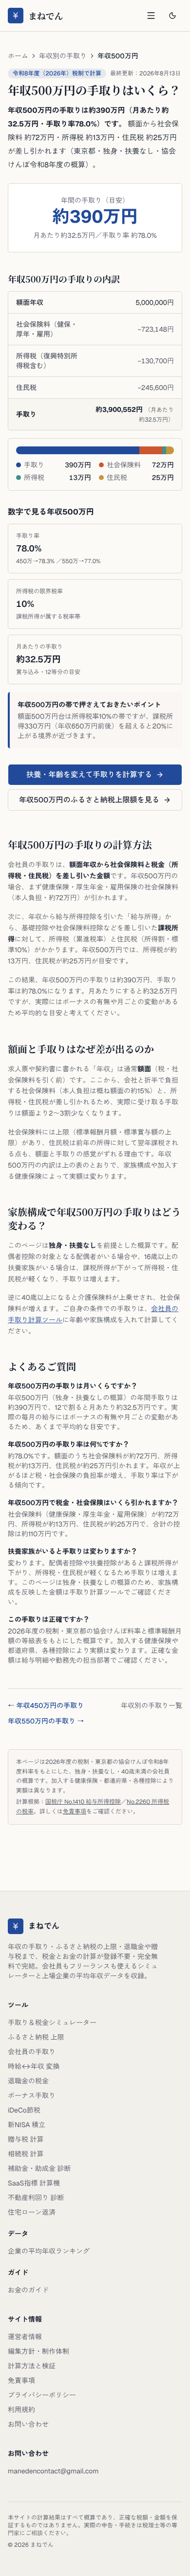 ¥ まねでん
ホーム › 年収別の手取り › 年収500万円
令和8年度（2026年）税制で計算 最終更新：2026年8月13日
年収500万円の手取りはいくら？
年収500万円の手取りは約390万円（月あたり約
32.5万円・手取り率78.0%）です。額面から社会保険
料 約72万円・所得税 約13万円・住民税 約25万円
が差し引かれます（東京都・独身・扶養なし・協会
けんぽ令和8年度の概算）。
年間の手取り（目安）
約390万円
月あたり約32.5万円／手取り率 約78.0%
年収500万円の手取りの内訳
額面年収 5,000,000円
社会保険料（健保・
厚年・雇用） −723,148円
所得税（復興特別所
得税含む） −130,700円
住民税 −245,600円
手取り 約3,900,552円（月あたり
約32.5万円）
手取り 390万円 社会保険料 72万円
所得税 13万円 住民税 25万円
数字で見る年収500万円
手取り率
78.0%
450万→78.3%／550万→77.0%
所得税の限界税率
10%
課税所得が属する税率帯
月あたりの手取り
約32.5万円
賞与込み・12等分の目安
年収500万円の帯で押さえておきたいポイント
額面500万円台は所得税率10%の帯ですが、課税所
得330万円（年収650万円前後）を超えると20%に
上がる境界が近づきます。
扶養・年齢を変えて手取りを計算する →
年収500万円のふるさと納税上限額を見る →
年収500万円の手取りの計算方法
会社員の手取りは、額面年収から社会保険料と税金（所
得税・住民税）を差し引いた金額です。年収500万円の
場合、まず健康保険・厚生年金・雇用保険の社会保険料
（本人負担・約72万円）が引かれます。
次に、年収から給与所得控除を引いた「給与所得」か
ら、基礎控除や社会保険料控除などを差し引いた課税所
得に対して、所得税（累進税率）と住民税（所得割・標
準10%）がかかります。年収500万円では、所得税が約
13万円、住民税が約25万円の目安です。
この結果、年収500万円の手取りは約390万円、手取り
率は約78.0%になります。月あたりにすると約32.5万円
ですが、実際にはボーナスの有無や月ごとの変動がある
ため、平均的な目安と考えてください。
額面と手取りはなぜ差が出るのか
求人票や契約書に書かれる「年収」は通常額面（税・社
会保険料を引く前）です。ここから、会社と折半で負担
する社会保険料（本人負担は概ね額面の約15%）と、所
得税・住民税が差し引かれるため、実際に受け取る手取
りは額面より2〜3割少なくなります。
社会保険料には上限（標準報酬月額・標準賞与額の上
限）があり、住民税は前年の所得に対して翌年課税され
る点も、額面と手取りの感覚がずれる理由です。年収
500万円の内訳は上の表のとおりで、家族構成や加入す
る健康保険によって実額は変わります。
家族構成で年収500万円の手取りはどう
変わる？
このページは独身・扶養なしを前提とした概算です。配
偶者控除の対象となる配偶者がいる場合や、16歳以上の
扶養家族がいる場合は、課税所得が下がって所得税・住
民税が軽くなり、手取りは増えます。
逆に40歳以上になると介護保険料が上乗せされ、社会保
険料が増えます。ご自身の条件での手取りは、会社員の
手取り計算ツールに年齢や家族構成を入れて計算してく
ださい。
よくあるご質問
年収500万円の手取りは月いくらですか？
年収500万円（独身・扶養なしの概算）の年間手取りは
約390万円で、12で割ると月あたり約32.5万円です。実
際の毎月の給与にはボーナスの有無や月ごとの変動があ
るため、あくまで平均的な目安です。
年収500万円の手取り率は何%ですか？
約78.0%です。額面のうち社会保険料が約72万円、所得
税が約13万円、住民税が約25万円引かれます。年収が上
がるほど税・社会保険の負担率が増え、手取り率は下が
る傾向です。
年収500万円で税金・社会保険はいくら引かれますか？
社会保険料（健康保険・厚生年金・雇用保険）が約72万
円、所得税が約13万円、住民税が約25万円で、合計の控
除は約110万円です。
扶養家族がいると手取りは変わりますか？
変わります。配偶者控除や扶養控除があると課税所得が
下がり、所得税・住民税が軽くなるため手取りは増えま
す。このページは独身・扶養なしの概算のため、家族構
成を反映した金額は手取り計算ツールでご確認くださ
い。
この手取りは正確ですか？
2026年度の税制・東京都の協会けんぽ料率と標準報酬月
額の等級表をもとにした概算です。加入する健康保険や
都道府県、各種控除により実額は変わります。正確な金
額は給与明細や勤務先の担当部署でご確認ください。
← 年収450万円の手取り 年収別の手取り一覧
年収550万円の手取り →
本ページは2026年度の税制・東京都の協会けんぽ令和8年
度料率をもとにした、独身・扶養なし・40歳未満の会社員
の概算です。加入する健康保険・都道府県・各種控除により
実額は変わります。
計算根拠：国税庁 No.1410 給与所得控除／No.2260 所得税
の税率。詳しくは免責事項をご確認ください。
¥ まねでん
年収の手取り・ふるさと納税の上限・退職金や贈
与税まで、税金とお金の計算が登録不要・完全無
料で完結。会社員もフリーランスも使えるシミュ
レーターと上場企業の平均年収データを収録。
ツール
手取り＆税金シミュレーター
ふるさと納税 上限
会社員の手取り
時給⇔年収 変換
退職金の税金
ボーナス手取り
iDeCo節税
新NISA 積立
贈与税 計算
相続税 計算
補助金・助成金 診断
SaaS指標 計算機
不動産利回り 診断
住宅ローン返済
データ
企業の平均年収ランキング
ガイド
お金のガイド
サイト情報
運営者情報
編集方針・制作体制
計算方法と検証
免責事項
プライバシーポリシー
利用規約
お問い合わせ
お問い合わせ
manedencontact@gmail.com
本サイトの計算結果はすべて概算であり、正確な税額・金額を保
証するものではありません。実際の申告・手続きは税理士等の専
門家にご相談ください。
© 2026 まねでん